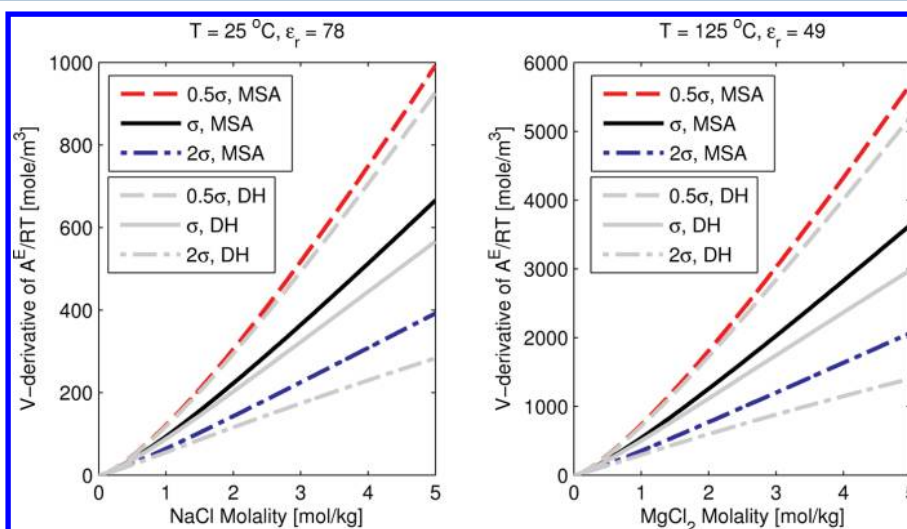 T = 25 °C, εr = 78
V-derivative of A^E/RT [mole/m³]
1000
800
600
400
200
0
0.5σ, MSA
σ, MSA
2σ, MSA
0.5σ, DH
σ, DH
2σ, DH
0 1 2 3 4 5
NaCl Molality [mol/kg]
T = 125 °C, εr = 49
V-derivative of A^E/RT [mole/m³]
6000
5000
4000
3000
2000
1000
0
0.5σ, MSA
σ, MSA
2σ, MSA
0.5σ, DH
σ, DH
2σ, DH
0 1 2 3 4 5
MgCl₂ Molality [mol/kg]